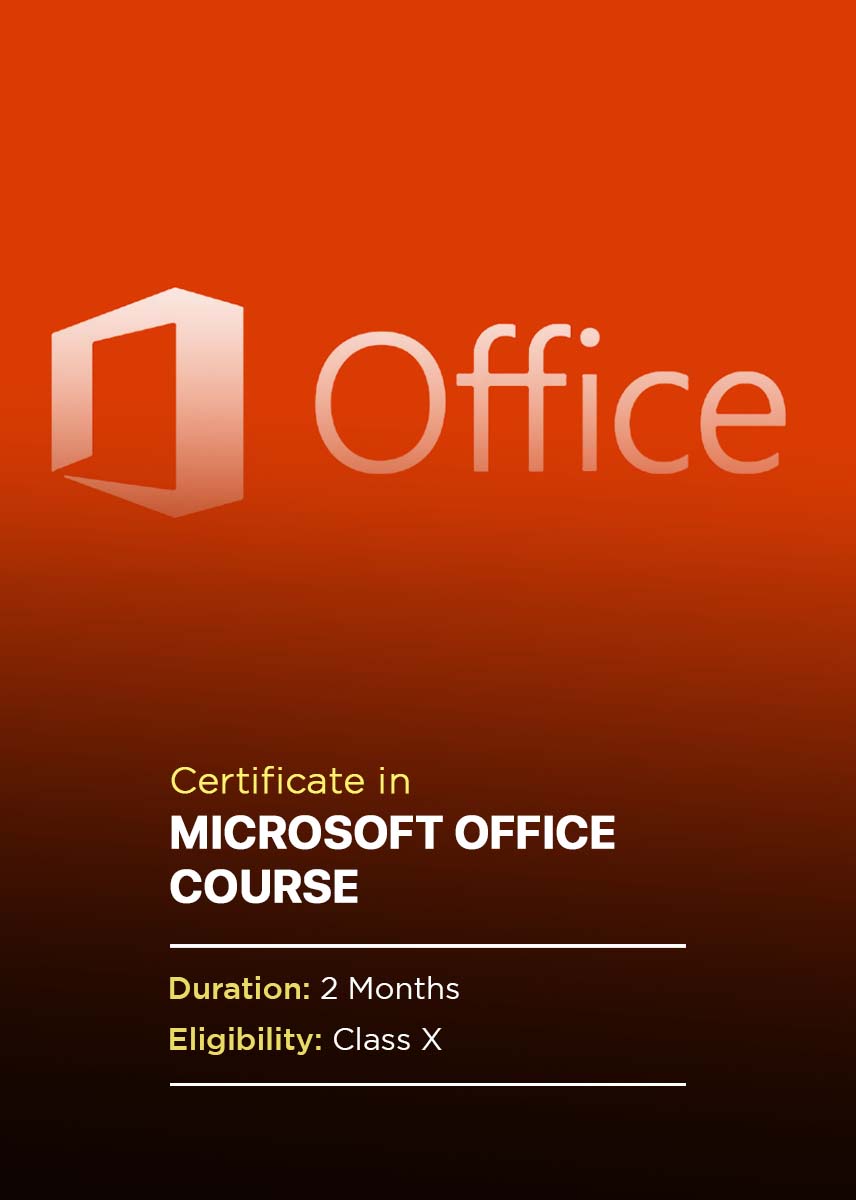 Office
Certificate in
MICROSOFT OFFICE
COURSE
Duration: 2 Months
Eligibility: Class X